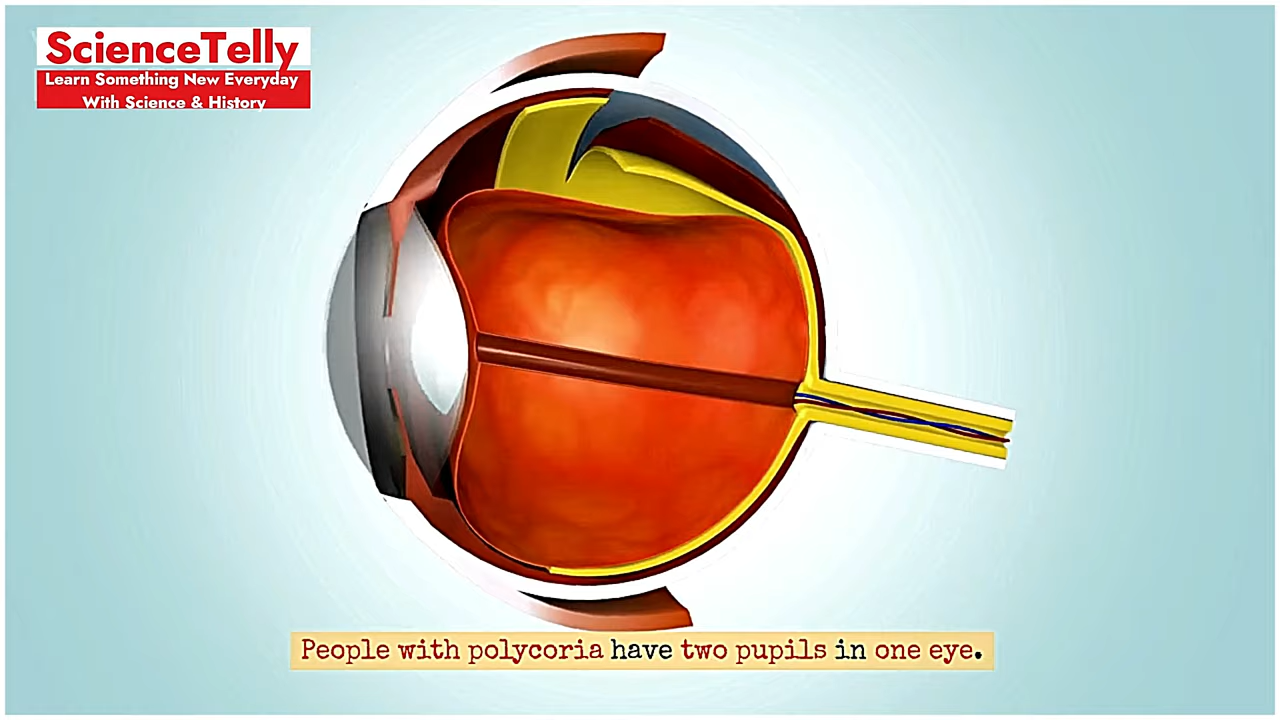 ScienceTelly
Learn Something New Everyday
With Science & History
People with polycoria have two pupils in one eye.